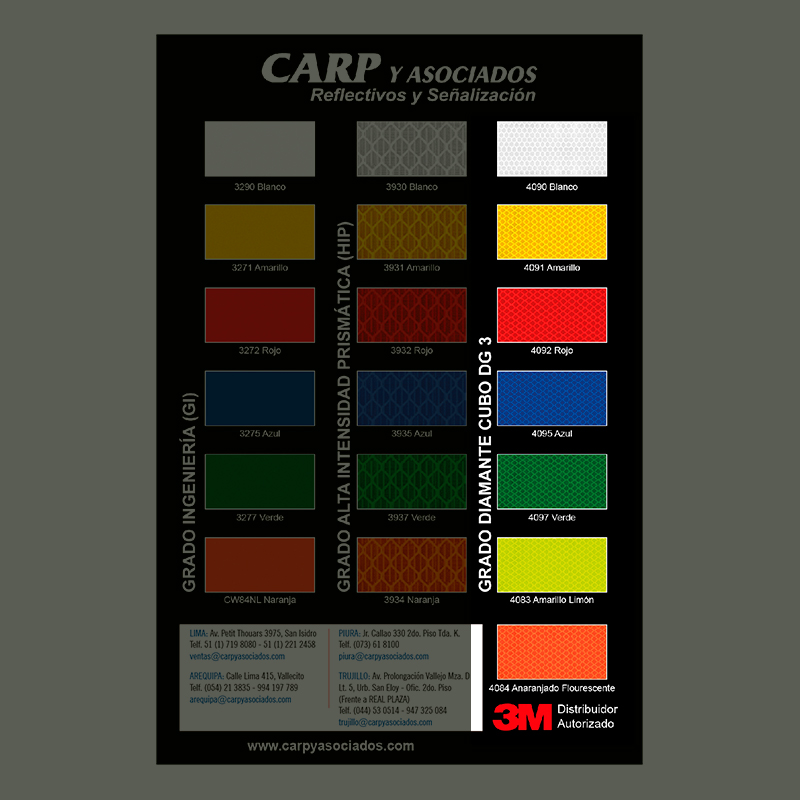 CARP Y ASOCIADOS
Reflectivos y Señalización
GRADO INGENIERÍA (GI)
3290 Blanco
3271 Amarillo
3272 Rojo
3275 Azul
3277 Verde
CW84NL Naranja
GRADO ALTA INTENSIDAD PRISMÁTICA (HIP)
3930 Blanco
3931 Amarillo
3932 Rojo
3935 Azul
3937 Verde
3934 Naranja
GRADO DIAMANTE CUBO DG 3
4090 Blanco
4091 Amarillo
4092 Rojo
4095 Azul
4097 Verde
4083 Amarillo Limón
4084 Anaranjado Flourescente
LIMA: Av. Petit Thouars 3975, San Isidro
Telf. 51 (1) 719 8080 - 51 (1) 221 2458
ventas@carpyasociados.com
AREQUIPA: Calle Lima 415, Vallecito
Telf. (054) 21 3835 - 994 197 789
arequipa@carpyasociados.com
PIURA: Jr. Callao 330 2do. Piso Tda. K.
Telf. (073) 61 8100
piura@carpyasociados.com
TRUJILLO: Av. Prolongación Vallejo Mza. D
Lt. 5, Urb. San Eloy - Ofic. 2do. Piso
(Frente a REAL PLAZA)
Telf. (044) 53 0514 - 947 325 084
trujillo@carpyasociados.com
3M Distribuidor
Autorizado
www.carpyasociados.com